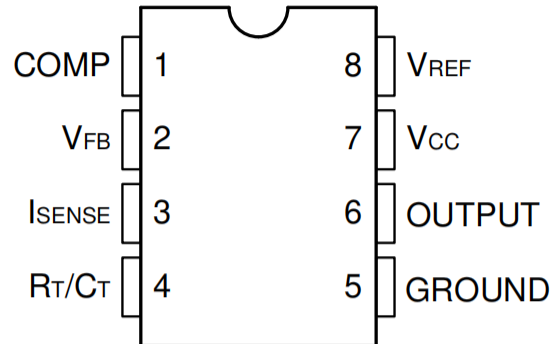 COMP 1 8 VREF
VFB 2 7 VCC
ISENSE 3 6 OUTPUT
RT/CT 4 5 GROUND